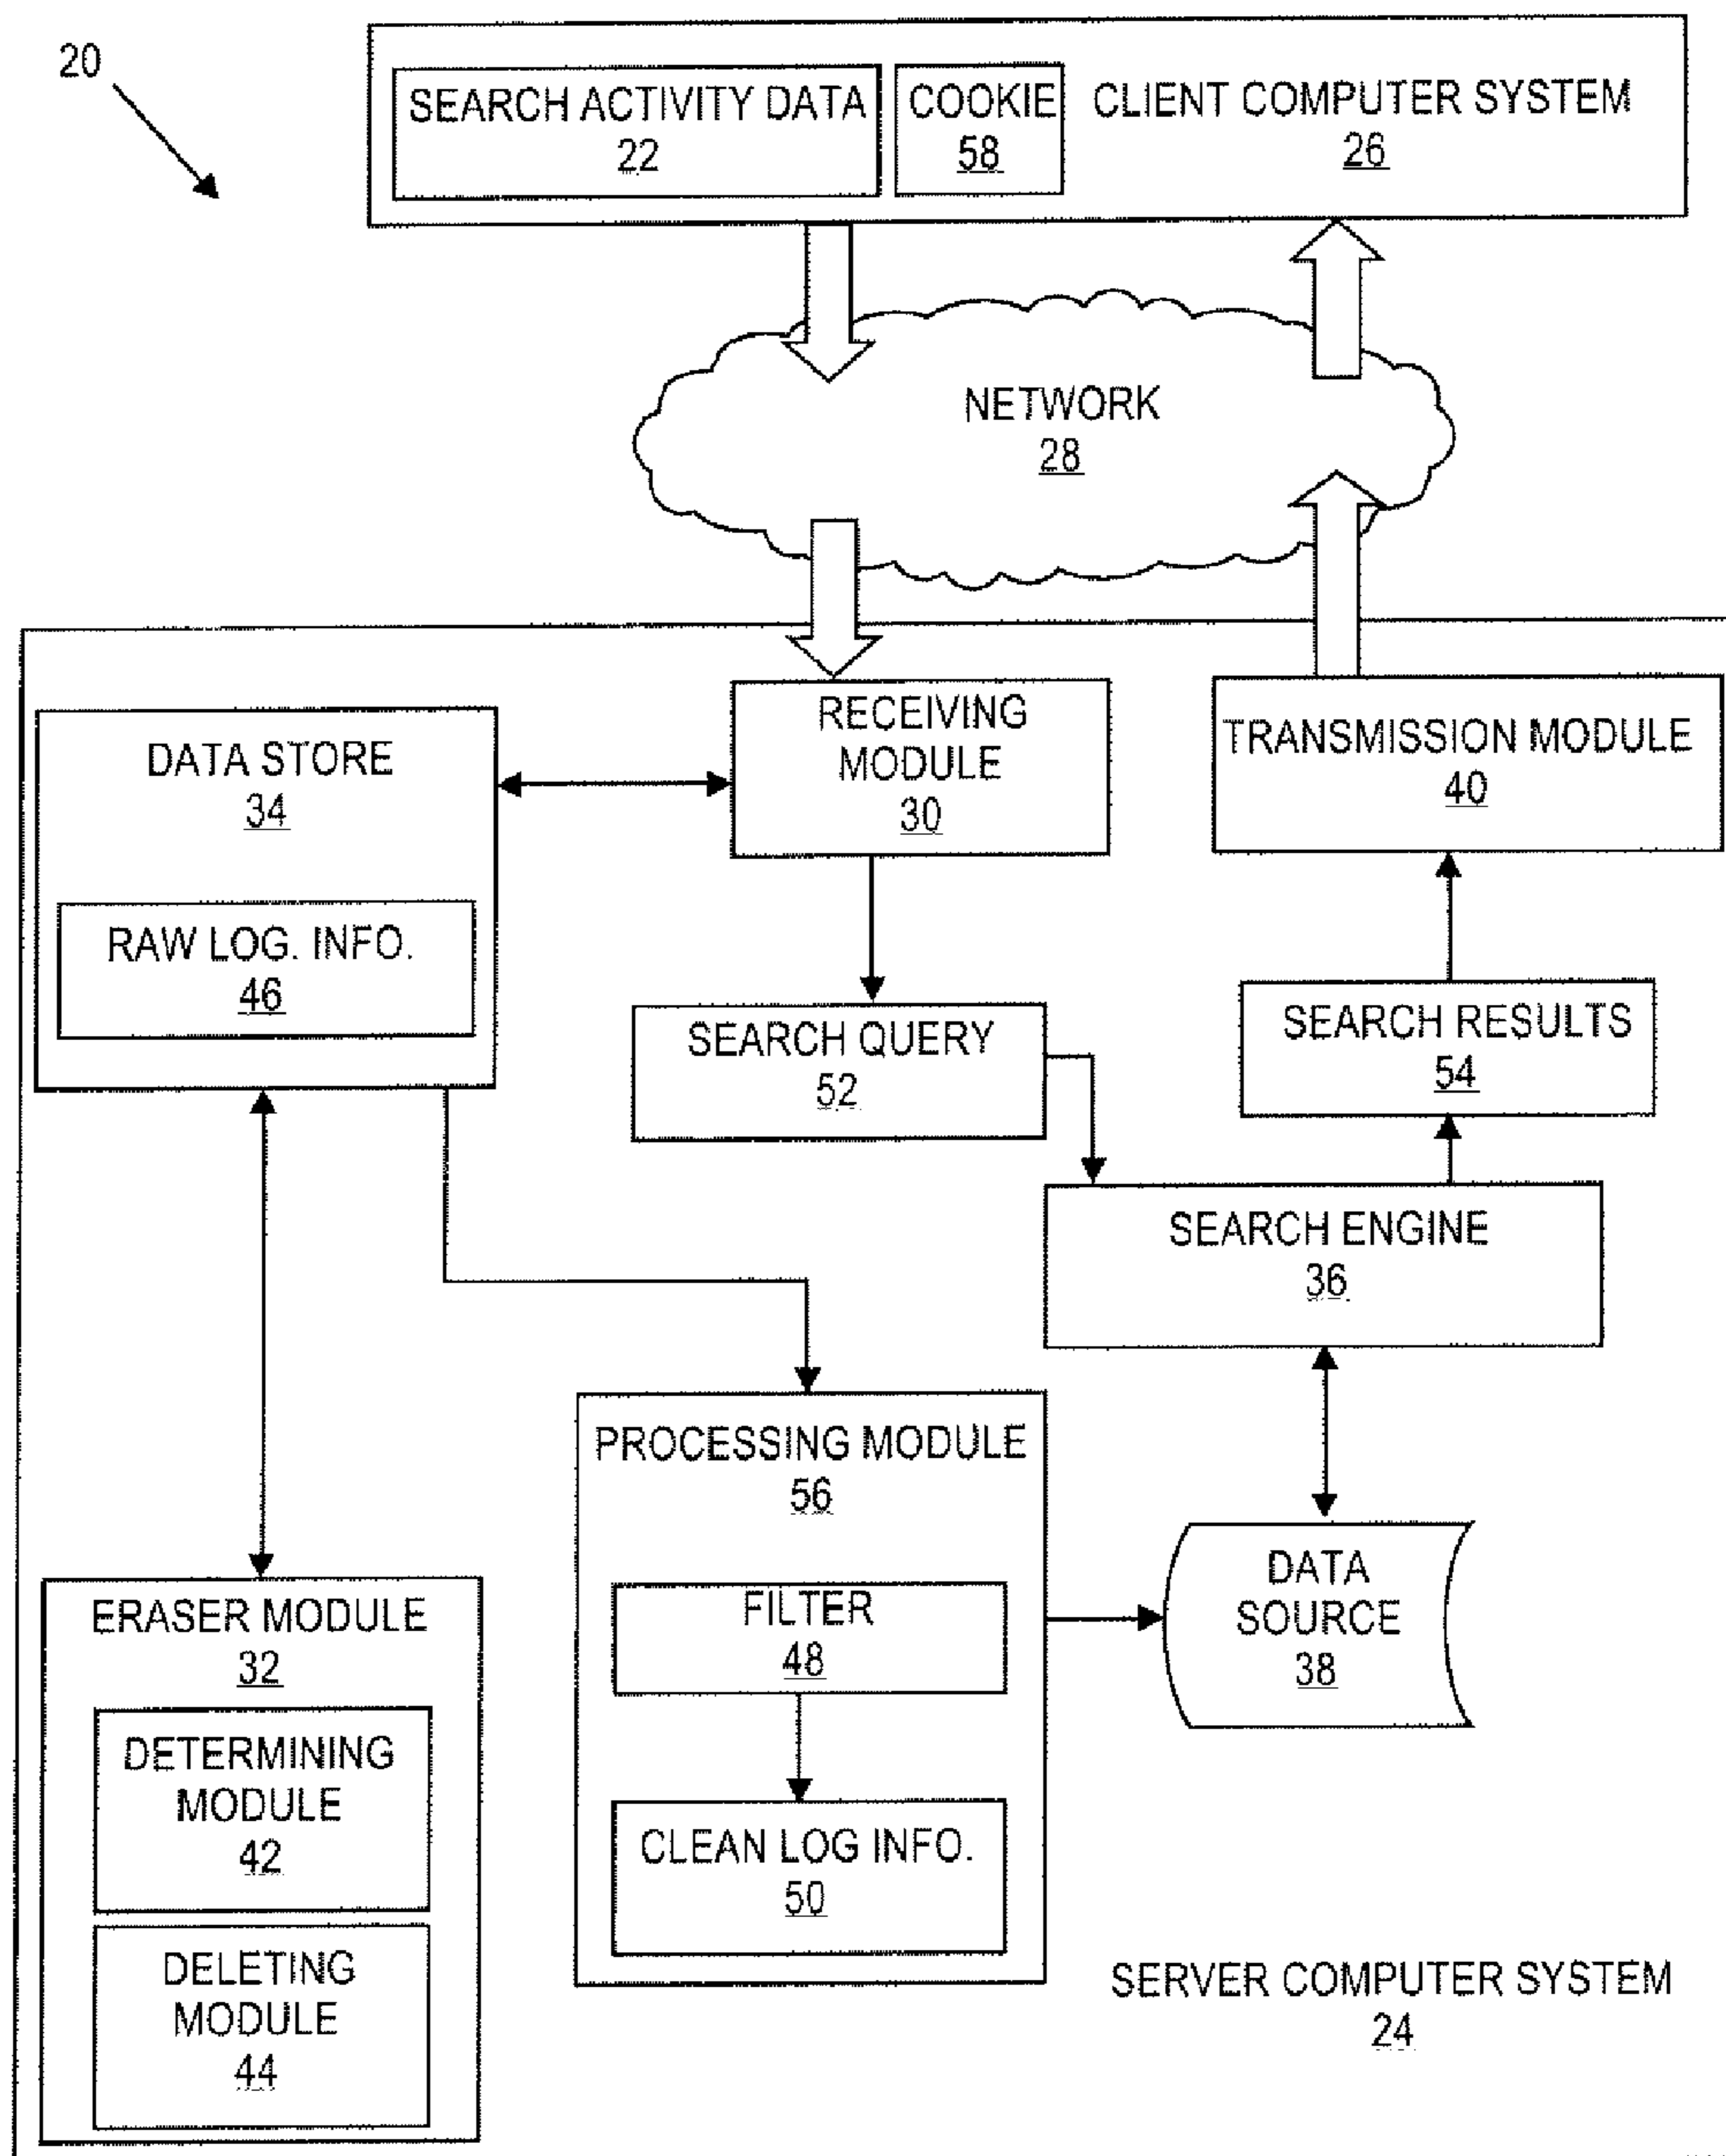 20
SEARCH ACTIVITY DATA
22
COOKIE
58
CLIENT COMPUTER SYSTEM
26
NETWORK
28
DATA STORE
34
RAW LOG. INFO.
46
RECEIVING
MODULE
30
TRANSMISSION MODULE
40
SEARCH QUERY
52
SEARCH RESULTS
54
SEARCH ENGINE
36
PROCESSING MODULE
56
FILTER
48
CLEAN LOG INFO.
50
DATA
SOURCE
38
ERASER MODULE
32
DETERMINING
MODULE
42
DELETING
MODULE
44
SERVER COMPUTER SYSTEM
24